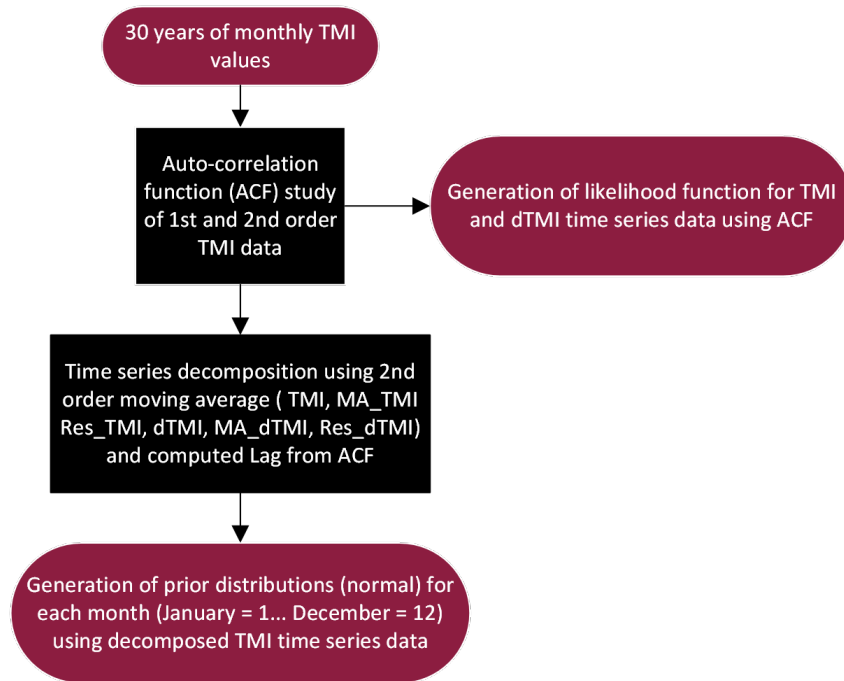 30 years of monthly TMI
values
Auto-correlation
function (ACF) study
of 1st and 2nd order
TMI data
Generation of likelihood function for TMI
and dTMI time series data using ACF
Time series decomposition using 2nd
order moving average ( TMI, MA_TMI
Res_TMI, dTMI, MA_dTMI, Res_dTMI)
and computed Lag from ACF
Generation of prior distributions (normal) for
each month (January = 1... December = 12)
using decomposed TMI time series data